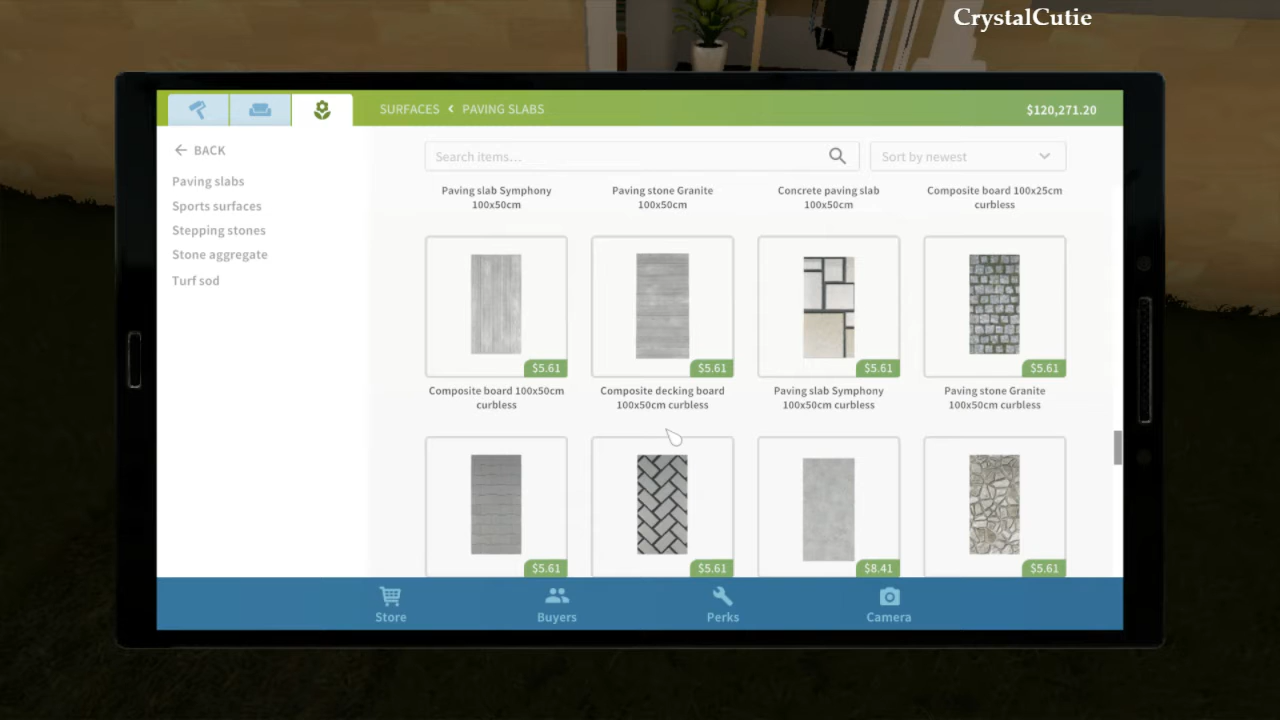 CrystalCutie
SURFACES < PAVING SLABS
$120,271.20
BACK
Paving slabs
Sports surfaces
Stepping stones
Stone aggregate
Turf sod
Search items...
Sort by newest
Paving slab Symphony
100x50cm
Paving stone Granite
100x50cm
Concrete paving slab
100x50cm
Composite board 100x25cm
curbless
$5.61
$5.61
$5.61
$5.61
Composite board 100x50cm
curbless
Composite decking board
100x50cm curbless
Paving slab Symphony
100x50cm curbless
Paving stone Granite
100x50cm curbless
$5.61
$5.61
$8.41
$5.61
Store
Buyers
Perks
Camera